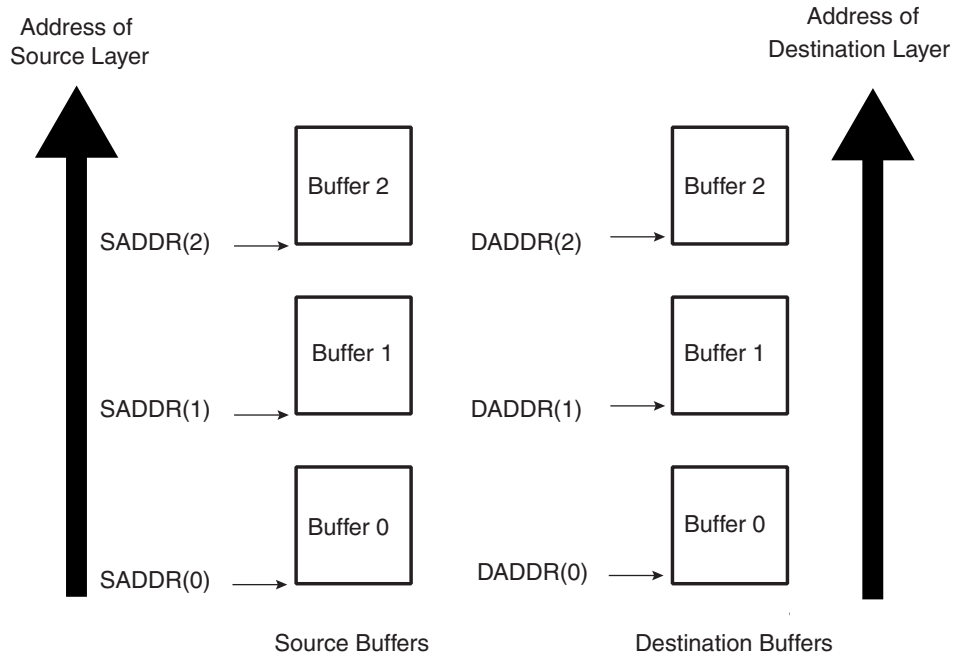 Address of
Source Layer
Address of
Destination Layer
Buffer 2
Buffer 2
SADDR(2)
DADDR(2)
Buffer 1
Buffer 1
SADDR(1)
DADDR(1)
Buffer 0
Buffer 0
SADDR(0)
DADDR(0)
Source Buffers
Destination Buffers